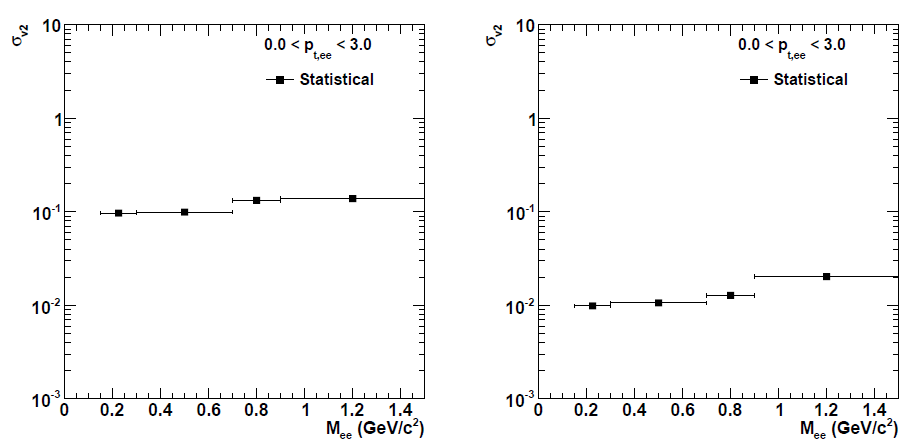 σv2
10
1
10-1
10-2
10-3
0.0 < pt,ee < 3.0
Statistical
0 0.2 0.4 0.6 0.8 1 1.2 1.4
Mee (GeV/c2)
σv2
10
1
10-1
10-2
10-3
0.0 < pt,ee < 3.0
Statistical
0 0.2 0.4 0.6 0.8 1 1.2 1.4
Mee (GeV/c2)